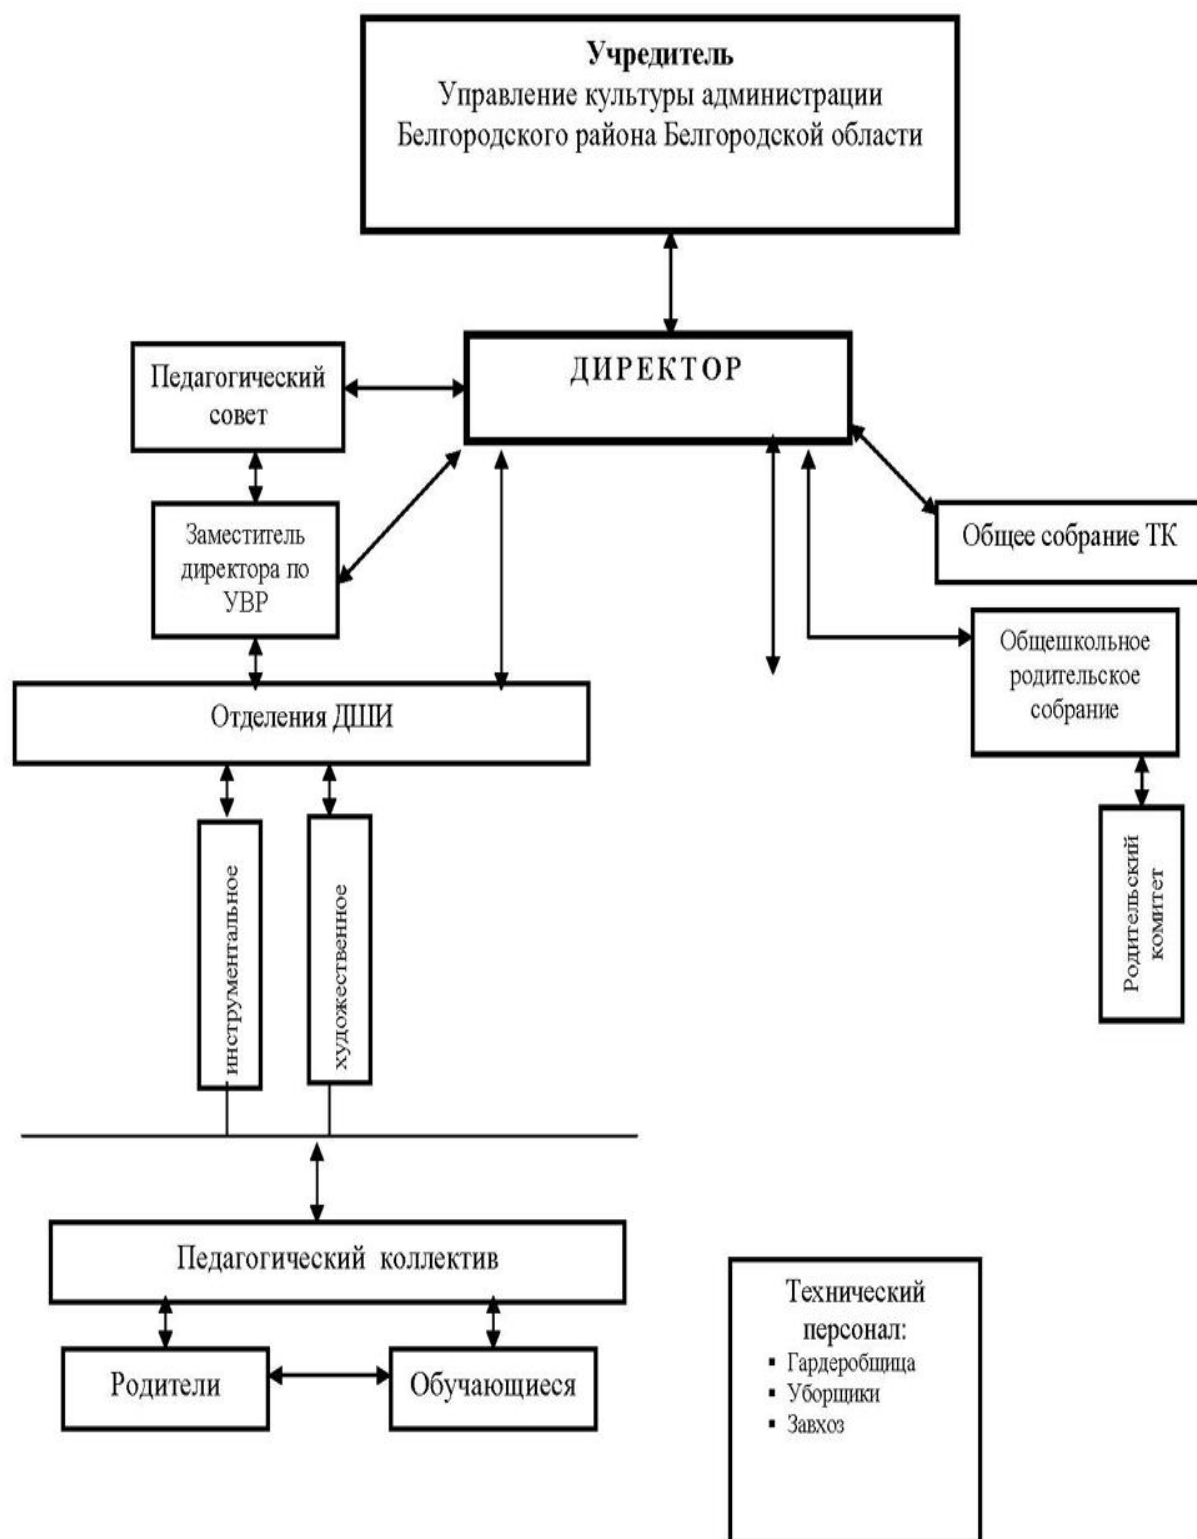 Учредитель
Управление культуры администрации
Белгородского района Белгородской области
ДИРЕКТОР
Педагогический
совет
Заместитель
директора по
УВР
Общее собрание ТК
Общешкольное
родительское
собрание
Отделения ДШИ
инструментальное
художественное
Родительский
комитет
Педагогический коллектив
Родители
Обучающиеся
Технический
персонал:
▪ Гардеробщица
▪ Уборщики
▪ Завхоз